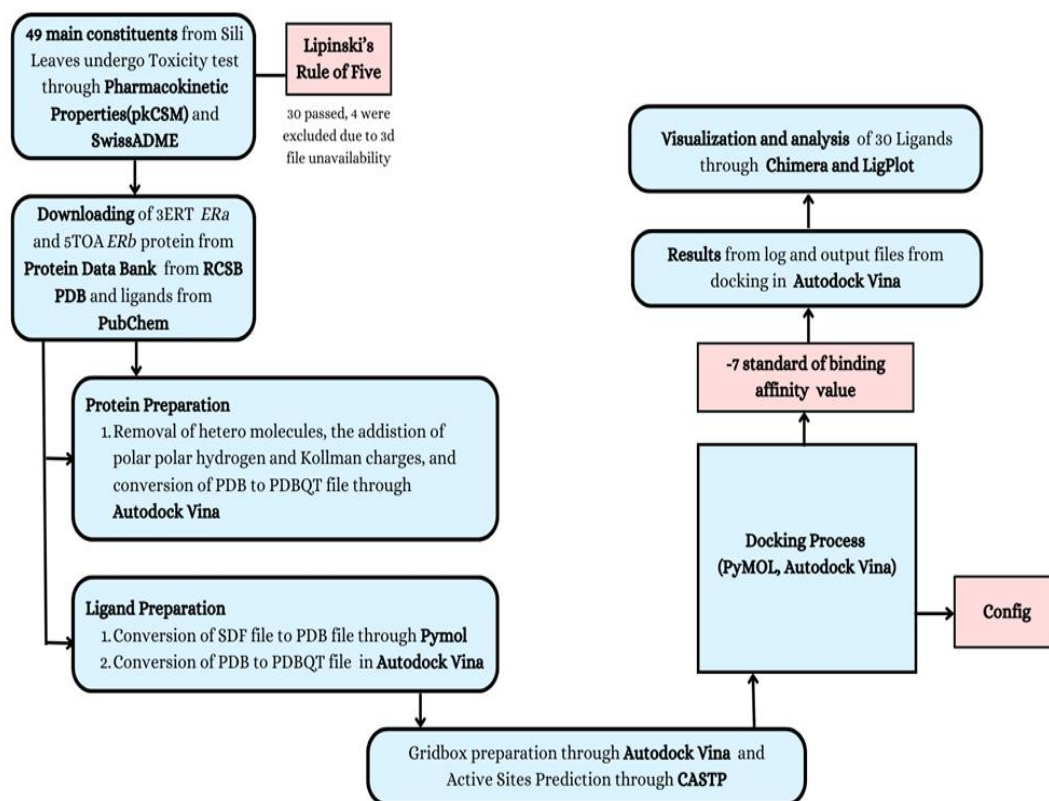 49 main constituents from Sili
Leaves undergo Toxicity test
through Pharmacokinetic
Properties(pkCSM) and
SwissADME
Lipinski's
Rule of Five
30 passed, 4 were
excluded due to 3d
file unavailability
Downloading of 3ERT ERa
and 5TOA ERb protein from
Protein Data Bank from RCSB
PDB and ligands from
PubChem
Protein Preparation
1. Removal of hetero molecules, the addistion of
polar polar hydrogen and Kollman charges, and
conversion of PDB to PDBQT file through
Autodock Vina
Ligand Preparation
1. Conversion of SDF file to PDB file through Pymol
2. Conversion of PDB to PDBQT file in Autodock Vina
Gridbox preparation through Autodock Vina and
Active Sites Prediction through CASTP
Docking Process
(PyMOL, Autodock Vina)
Config
-7 standard of binding
affinity value
Results from log and output files from
docking in Autodock Vina
Visualization and analysis of 30 Ligands
through Chimera and LigPlot